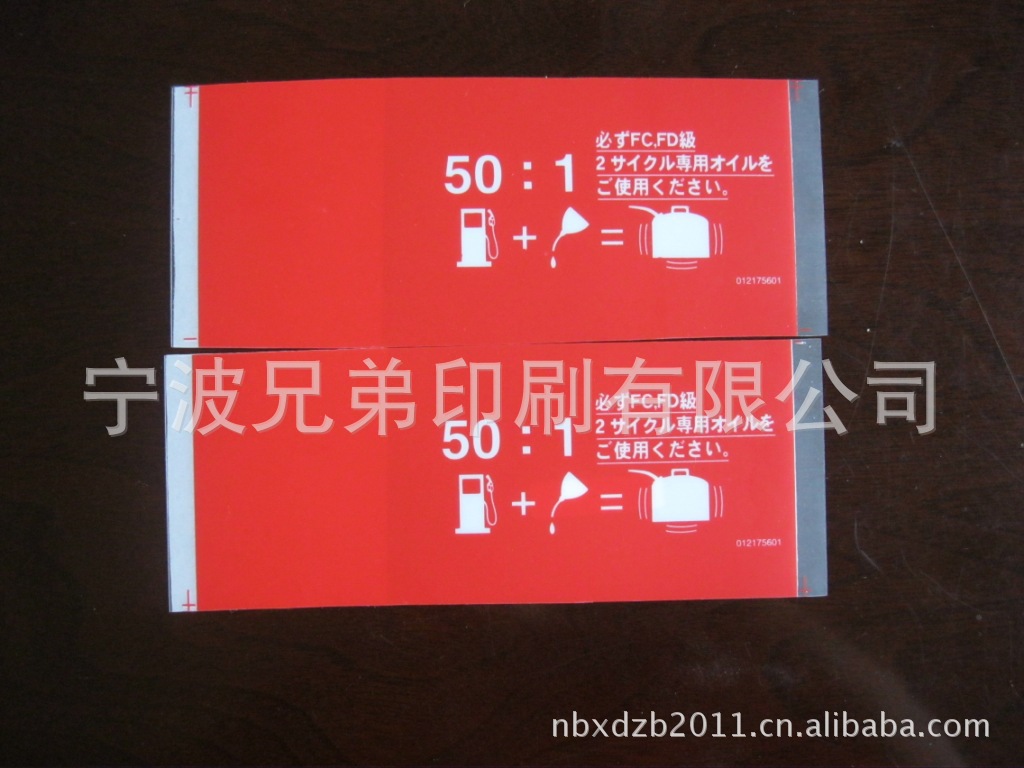 必ずFC,FD級
50 : 1
2サイクル専用オイルを
ご使用ください。
+ =
012175601
宁波兄弟印刷有限公司
必ずFC,FD級
50 : 1
2サイクル専用オイルを
ご使用ください。
+ =
012175601
nbxdzb2011.cn.alibaba.com